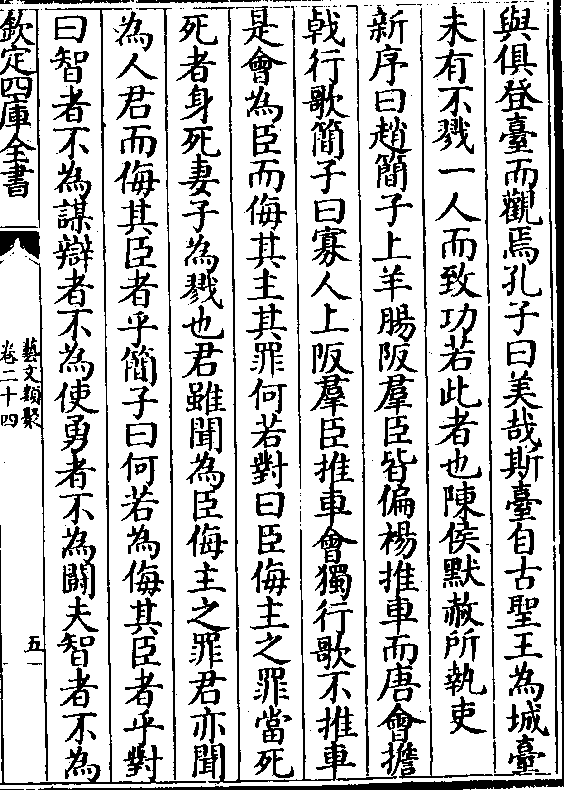 與俱登臺而觀焉孔子曰美哉斯臺自古聖王為城臺
未有不戮一人而致功若此者也陳侯默赦所執吏
新序曰趙簡子上羊腸阪羣臣皆偏楊推車而唐會擔
戟行歌簡子曰寡人上阪羣臣推車會獨行歌不推車
是會為臣而侮其主其罪何若對曰臣侮主之罪當死
死者身死妻子為戮也君雖聞為臣侮主之罪君亦聞
為人君而侮其臣者乎簡子曰何若為侮其臣者乎對
曰智者不為謀辯者不為使勇者不為鬭夫智者不為
欽定四庫全書
藝文類聚
卷二十四
五